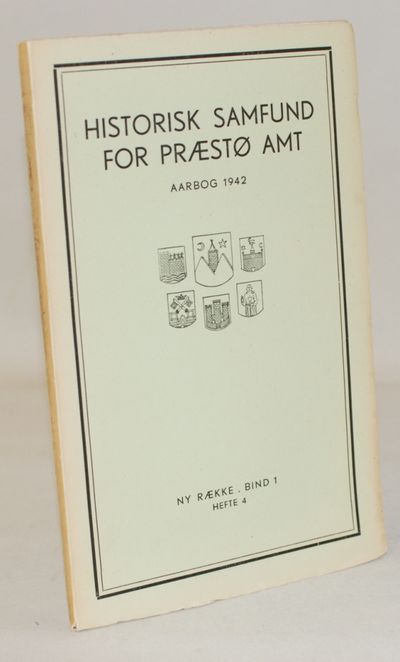 HISTORISK SAMFUND
FOR PRÆSTØ AMT
AARBOG 1942
NY RÆKKE . BIND 1
HEFTE 4